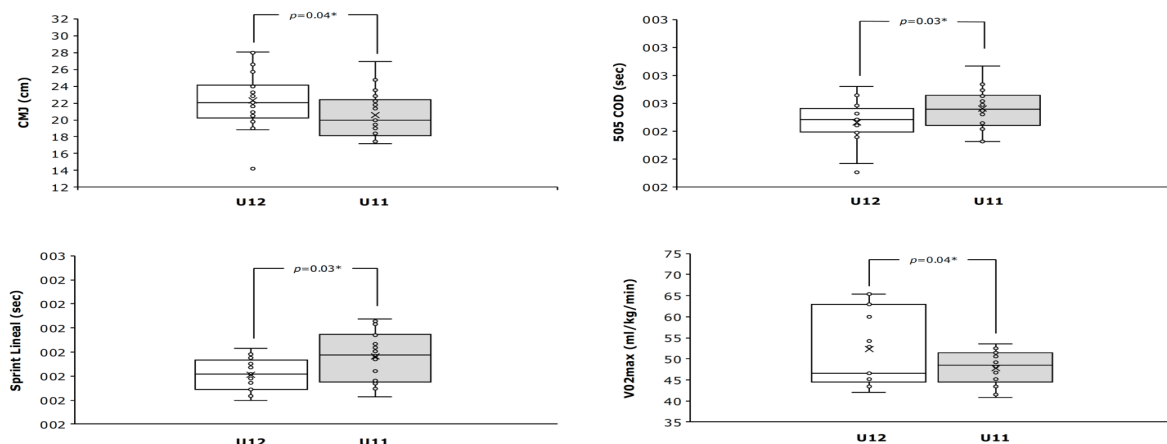 CMJ (cm)
32
30
28
26
24
22
20
18
16
14
12
p=0.04*
U12 U11
505 COD (sec)
003
003
003
003
002
002
002
p=0.03*
U12 U11
Sprint Lineal (sec)
003
002
002
002
002
002
002
002
p=0.03*
U12 U11
V02max (ml/kg/min)
75
70
65
60
55
50
45
40
35
p=0.04*
U12 U11